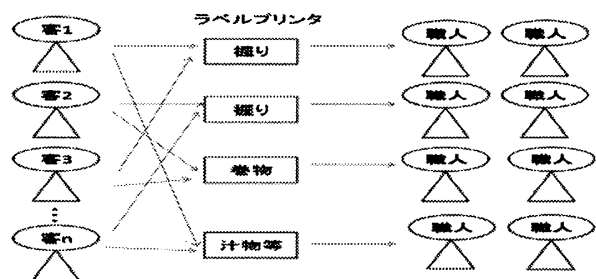 ラベルプリンタ
客1
握り
職人 職人
客2
握り
職人 職人
客3
巻物
職人 職人
客n
汁物等
職人 職人